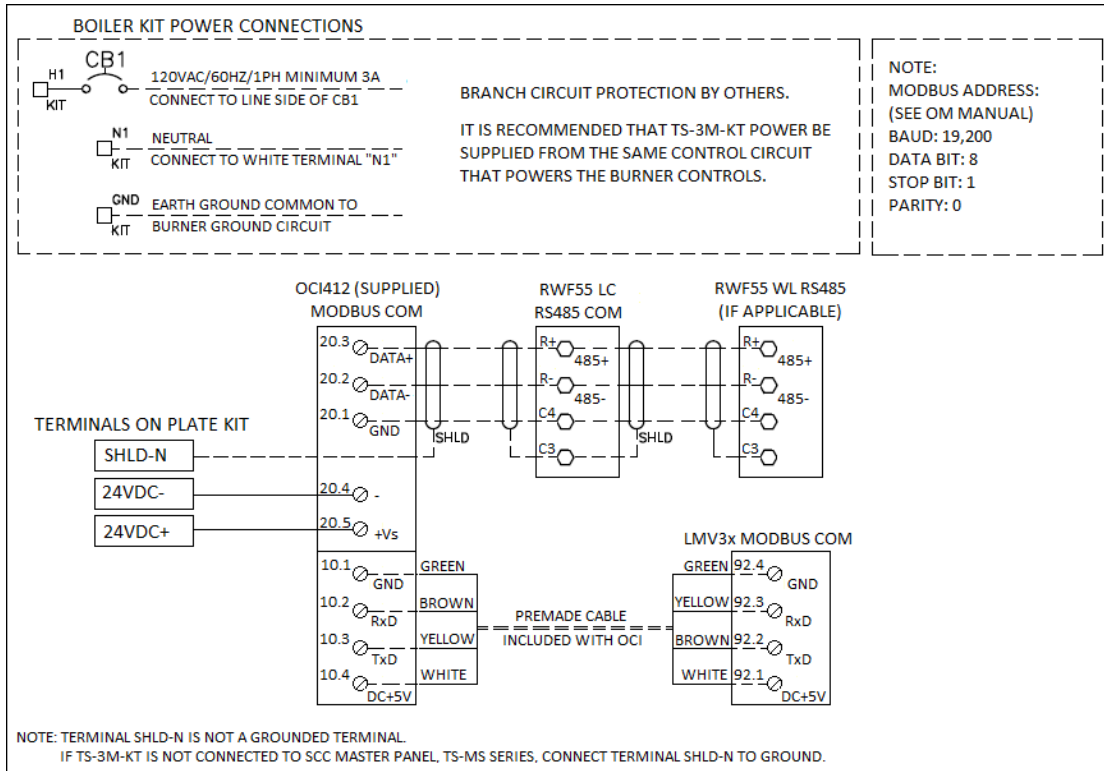 BOILER KIT POWER CONNECTIONS
CB1
H1
KIT
120VAC/60HZ/1PH MINIMUM 3A
CONNECT TO LINE SIDE OF CB1
N1
KIT
NEUTRAL
CONNECT TO WHITE TERMINAL "N1"
GND
KIT
EARTH GROUND COMMON TO
BURNER GROUND CIRCUIT
BRANCH CIRCUIT PROTECTION BY OTHERS.
IT IS RECOMMENDED THAT TS-3M-KT POWER BE
SUPPLIED FROM THE SAME CONTROL CIRCUIT
THAT POWERS THE BURNER CONTROLS.
NOTE:
MODBUS ADDRESS:
(SEE OM MANUAL)
BAUD: 19,200
DATA BIT: 8
STOP BIT: 1
PARITY: 0
OCI412 (SUPPLIED)
MODBUS COM
20.3
DATA+
20.2
DATA-
20.1
GND
SHLD
20.4
-
20.5
+Vs
10.1
GND
GREEN
10.2
RxD
BROWN
10.3
TxD
YELLOW
10.4
DC+5V
WHITE
TERMINALS ON PLATE KIT
SHLD-N
24VDC-
24VDC+
RWF55 LC
RS485 COM
R+
485+
R-
485-
C4
C3
SHLD
RWF55 WL RS485
(IF APPLICABLE)
R+
485+
R-
485-
C4
C3
PREMADE CABLE
INCLUDED WITH OCI
LMV3x MODBUS COM
GREEN
92.4
GND
YELLOW
92.3
RxD
BROWN
92.2
TxD
WHITE
92.1
DC+5V
NOTE: TERMINAL SHLD-N IS NOT A GROUNDED TERMINAL.
IF TS-3M-KT IS NOT CONNECTED TO SCC MASTER PANEL, TS-MS SERIES, CONNECT TERMINAL SHLD-N TO GROUND.